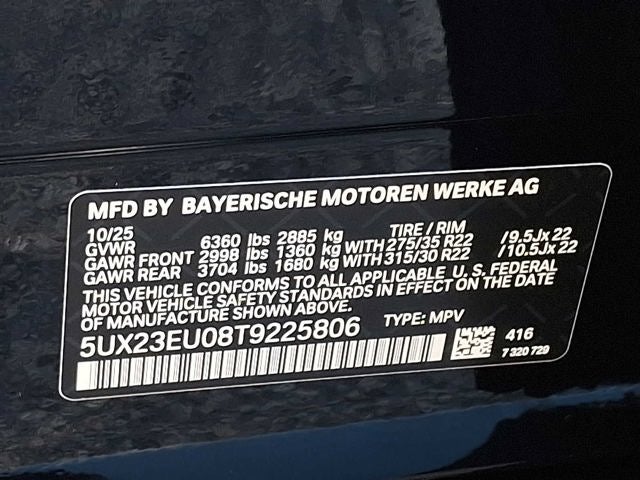 MFD BY BAYERISCHE MOTOREN WERKE AG
10/25
GVWR 6360 lbs 2885 kg TIRE / RIM
GAWR FRONT 2998 lbs 1360 kg WITH 275/35 R22 /9.5Jx22
GAWR REAR 3704 lbs 1680 kg WITH 315/30 R22 /10.5Jx22
THIS VEHICLE CONFORMS TO ALL APPLICABLE U. S. FEDERAL
MOTOR VEHICLE SAFETY STANDARDS IN EFFECT ON THE DATE
OF MANUFACTURE SHOWN ABOVE.
5UX23EU08T9225806 TYPE: MPV
416
7 320 729